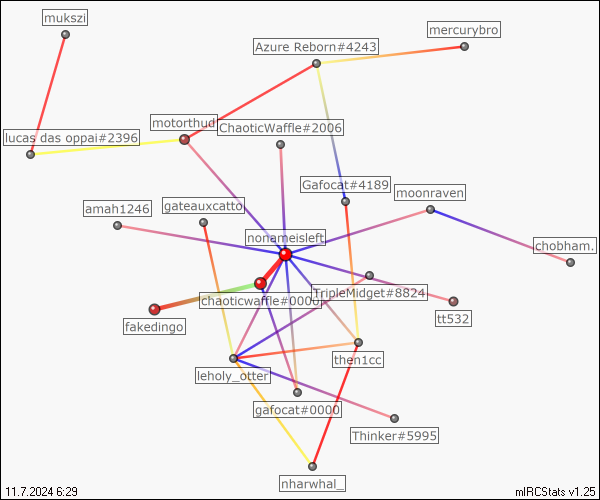 mukszi
mercurybro
Azure Reborn#4243
motorthud
ChaoticWaffle#2006
lucas das oppai#2396
Gafocat#4189
moonraven
amah1246
gateauxcatto
nonameisleft
chobham.
TripleMidget#8824
chaoticwaffle#0000
tt532
fakedingo
then1cc
leholy_otter
gafocat#0000
Thinker#5995
nharwhal_
11.7.2024 6:29
mIRCStats v1.25